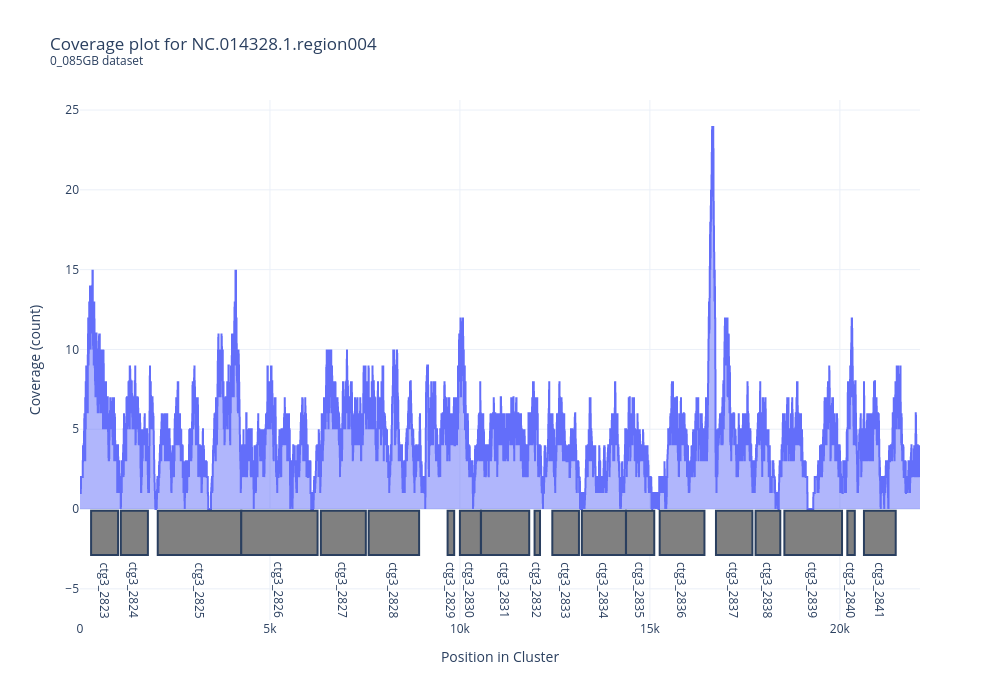 Coverage plot for NC.014328.1.region004
0_085GB dataset
25
20
15
10
5
0
−5
Coverage (count)
ctg3_2823
ctg3_2824
ctg3_2825
ctg3_2826
ctg3_2827
ctg3_2828
ctg3_2829
ctg3_2830
ctg3_2831
ctg3_2832
ctg3_2833
ctg3_2834
ctg3_2835
ctg3_2836
ctg3_2837
ctg3_2838
ctg3_2839
ctg3_2840
ctg3_2841
0
5k
10k
15k
20k
Position in Cluster